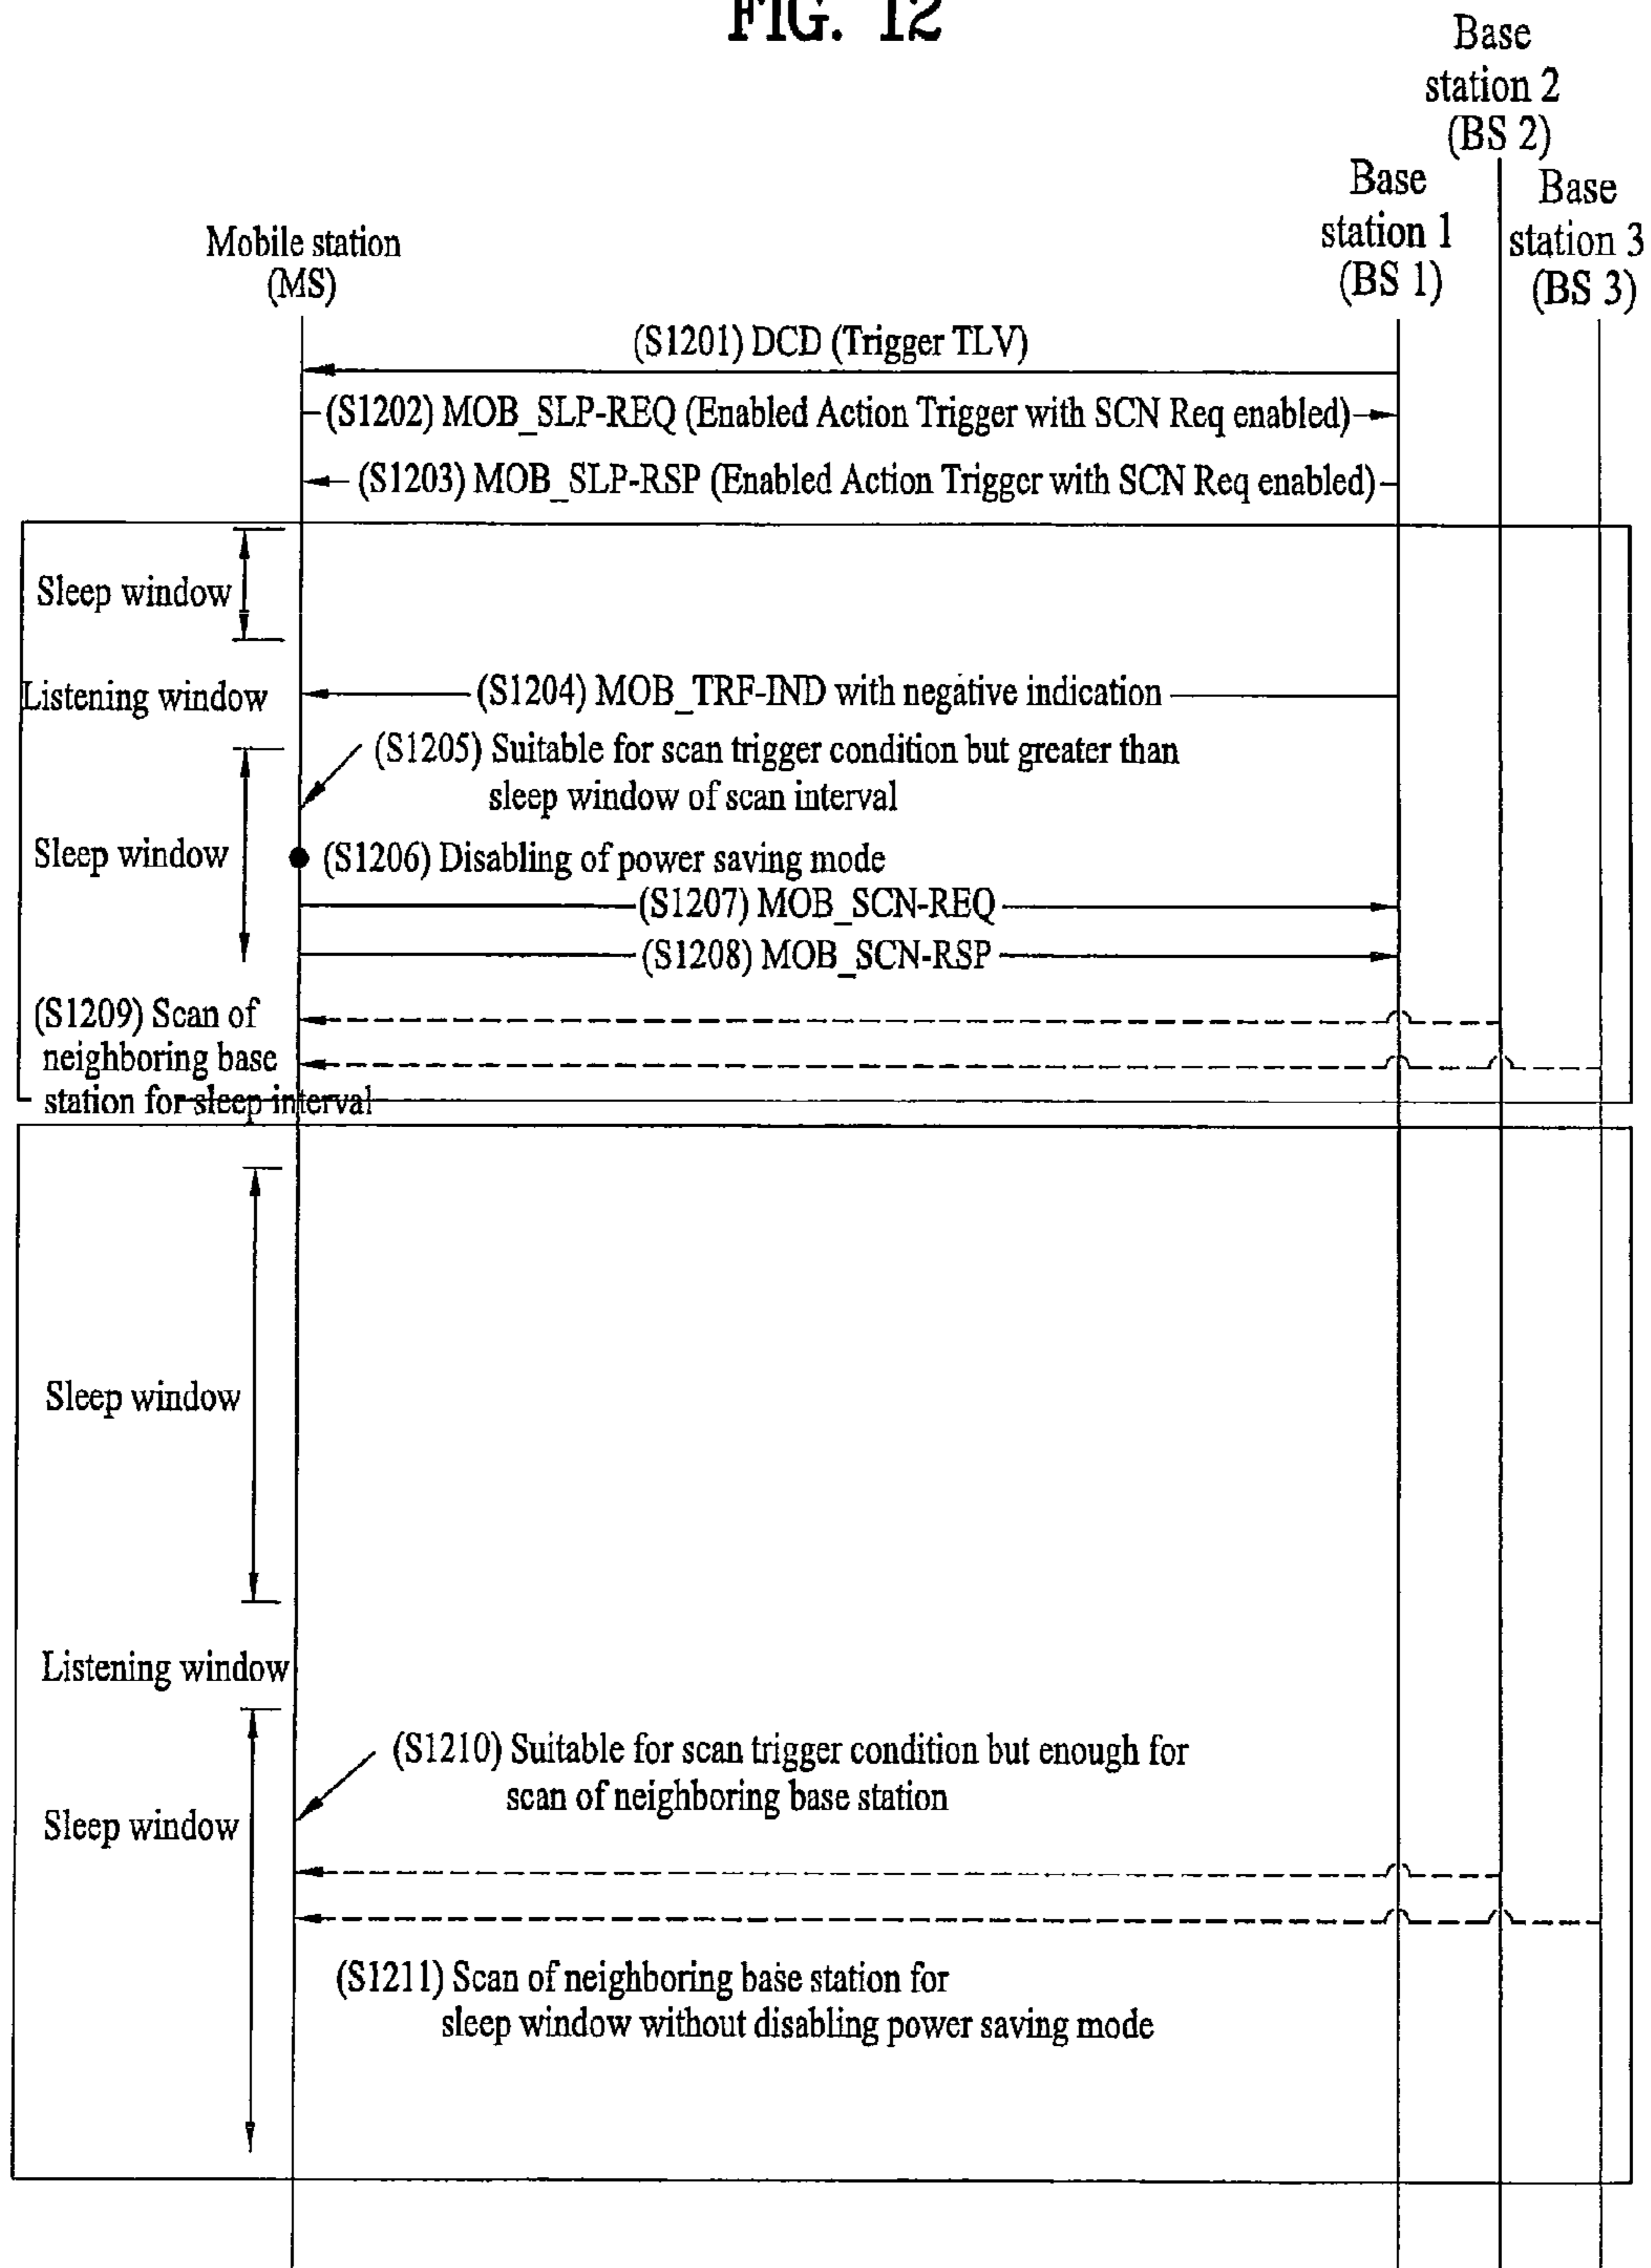 FIG. 12
Base
station 2
(BS 2)
Base
station 1
(BS 1)
Base
station 3
(BS 3)
Mobile station
(MS)
(S1201) DCD (Trigger TLV)
(S1202) MOB_SLP-REQ (Enabled Action Trigger with SCN Req enabled)
(S1203) MOB_SLP-RSP (Enabled Action Trigger with SCN Req enabled)
Sleep window
Listening window
(S1204) MOB_TRF-IND with negative indication
(S1205) Suitable for scan trigger condition but greater than
sleep window of scan interval
Sleep window
(S1206) Disabling of power saving mode
(S1207) MOB_SCN-REQ
(S1208) MOB_SCN-RSP
(S1209) Scan of
neighboring base
station for sleep interval
Sleep window
Listening window
(S1210) Suitable for scan trigger condition but enough for
scan of neighboring base station
Sleep window
(S1211) Scan of neighboring base station for
sleep window without disabling power saving mode